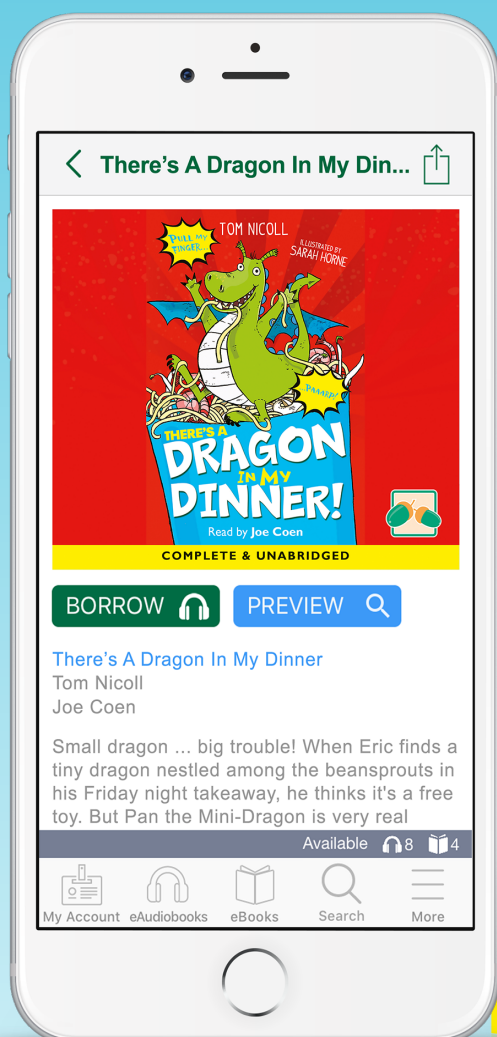 There's A Dragon In My Din...
PULL MY
FINGER...
TOM NICOLL
ILLUSTRATED BY
SARAH HORNE
PAAARP!
THERE'S A
DRAGON
IN MY
DINNER!
Read by Joe Coen
COMPLETE & UNABRIDGED
BORROW
PREVIEW
There's A Dragon In My Dinner
Tom Nicoll
Joe Coen
Small dragon ... big trouble! When Eric finds a
tiny dragon nestled among the beansprouts in
his Friday night takeaway, he thinks it's a free
toy. But Pan the Mini-Dragon is very real
Available 8 4
My Account eAudiobooks eBooks Search More